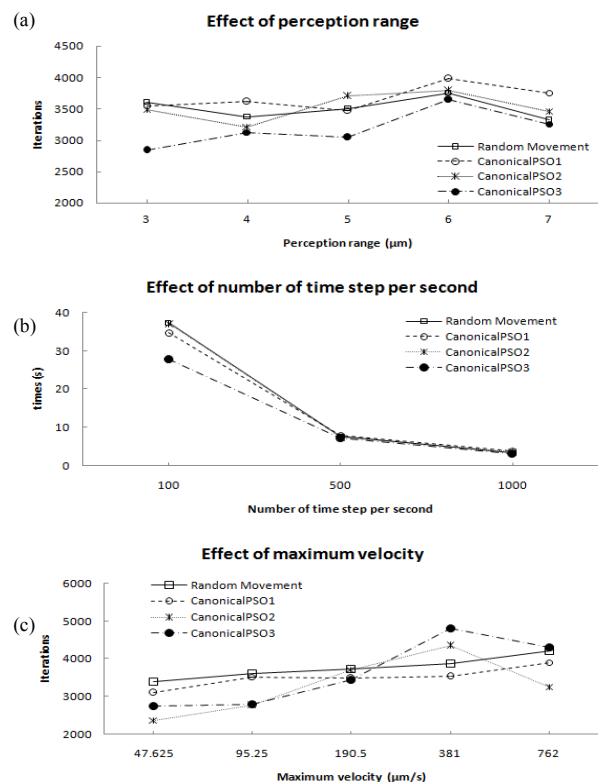 (a)
Effect of perception range
4500
4000
3500
3000
2500
2000
Iterations
3 4 5 6 7
Perception range (µm)
Random Movement
CanonicalPSO1
CanonicalPSO2
CanonicalPSO3
(b)
Effect of number of time step per second
40
30
20
10
0
times (s)
100 500 1000
Number of time step per second
Random Movement
CanonicalPSO1
CanonicalPSO2
CanonicalPSO3
(c)
Effect of maximum velocity
6000
5000
4000
3000
2000
Iterations
47.625 95.25 190.5 381 762
Maximum velocity (µm/s)
Random Movement
CanonicalPSO1
CanonicalPSO2
CanonicalPSO3